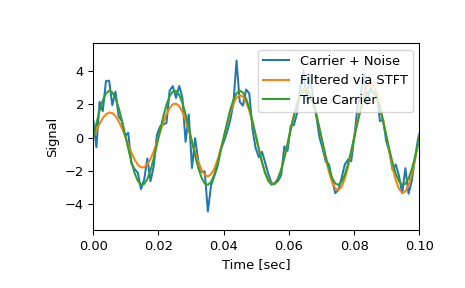 Carrier + Noise
Filtered via STFT
True Carrier
4
2
0
−2
−4
Signal
0.00 0.02 0.04 0.06 0.08 0.10
Time [sec]